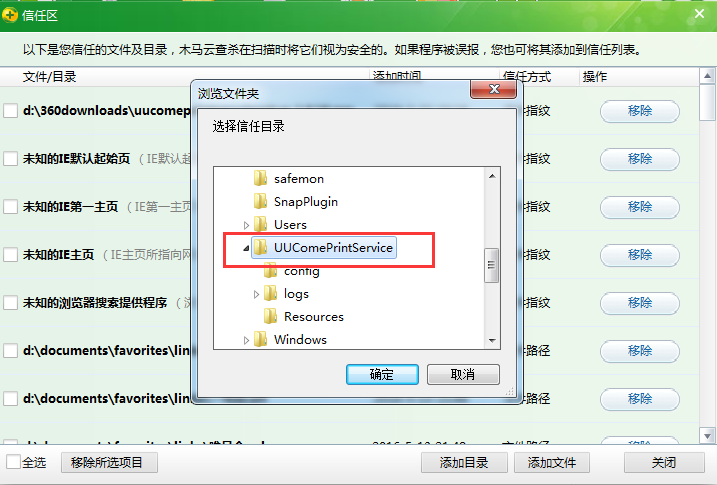 信任区
以下是您信任的文件及目录，木马云查杀在扫描时将它们视为安全的。如果程序被误报，您也可将其添加到信任列表。
文件/目录 添加时间 信任方式 操作
浏览文件夹
选择信任目录
d:\360downloads\uucomep 指纹 移除
未知的IE默认起始页 （IE默认起 指纹 移除
未知的IE第一主页 （IE第一主页 指纹 移除
未知的IE主页 （IE主页所指向网 指纹 移除
未知的浏览器搜索提供程序 指纹 移除
d:\documents\favorites\lin 路径 移除
d:\documents\favorites\lin 路径 移除
safemon
SnapPlugin
Users
UUComePrintService
config
logs
Resources
Windows
确定 取消
全选 移除所选项目 添加目录 添加文件 关闭